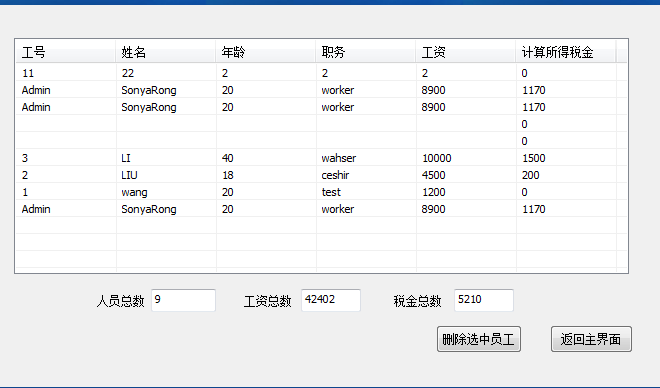 工号 姓名 年龄 职务 工资 计算所得税金
11 22 2 2 2 0
Admin SonyaRong 20 worker 8900 1170
Admin SonyaRong 20 worker 8900 1170
0
0
3 LI 40 wahser 10000 1500
2 LIU 18 ceshir 4500 200
1 wang 20 test 1200 0
Admin SonyaRong 20 worker 8900 1170
人员总数 9 工资总数 42402 税金总数 5210
删除选中员工 返回主界面